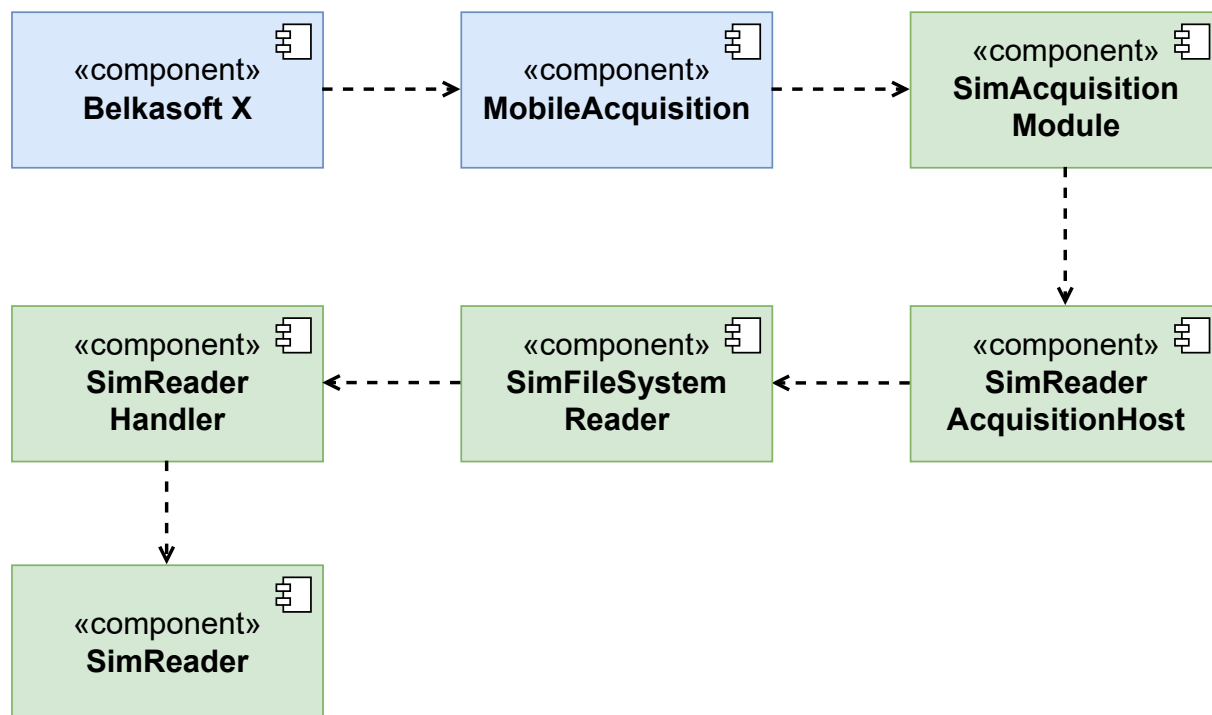 «component»
Belkasoft X
«component»
MobileAcquisition
«component»
SimAcquisition
Module
«component»
SimReader
Handler
«component»
SimFileSystem
Reader
«component»
SimReader
AcquisitionHost
«component»
SimReader